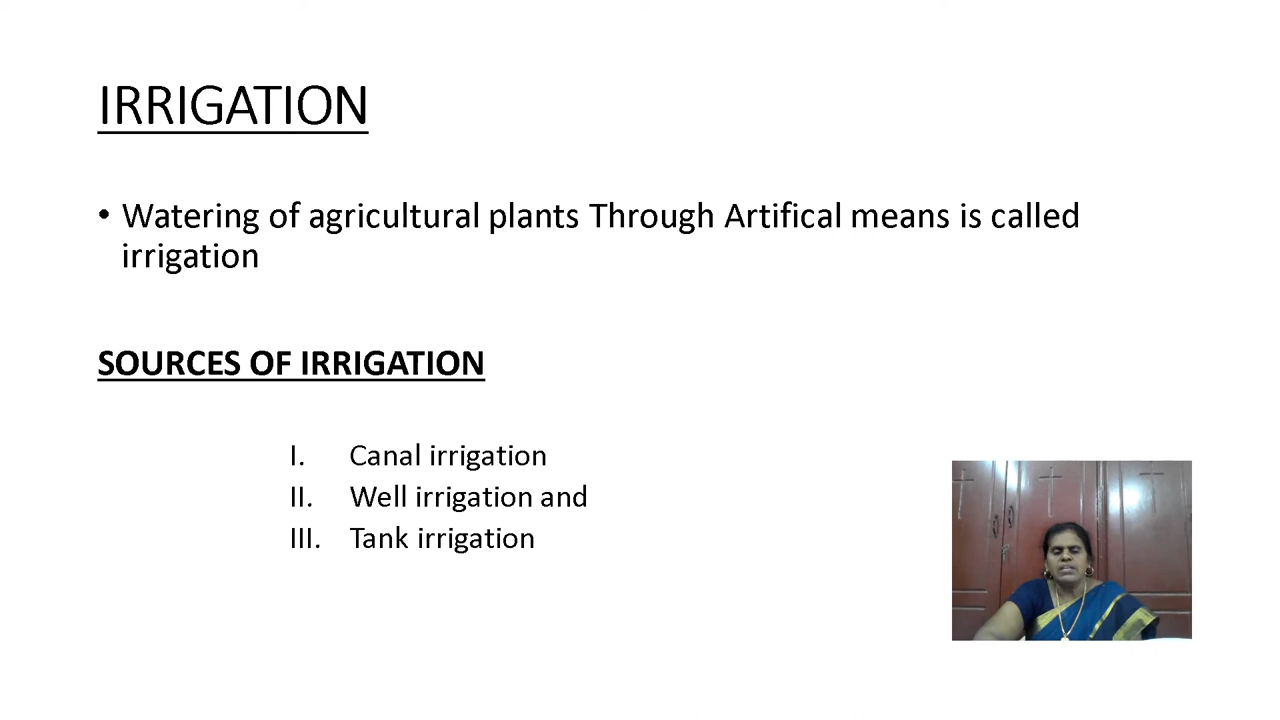 IRRIGATION
• Watering of agricultural plants Through Artifical means is called
irrigation
SOURCES OF IRRIGATION
I. Canal irrigation
II. Well irrigation and
III. Tank irrigation